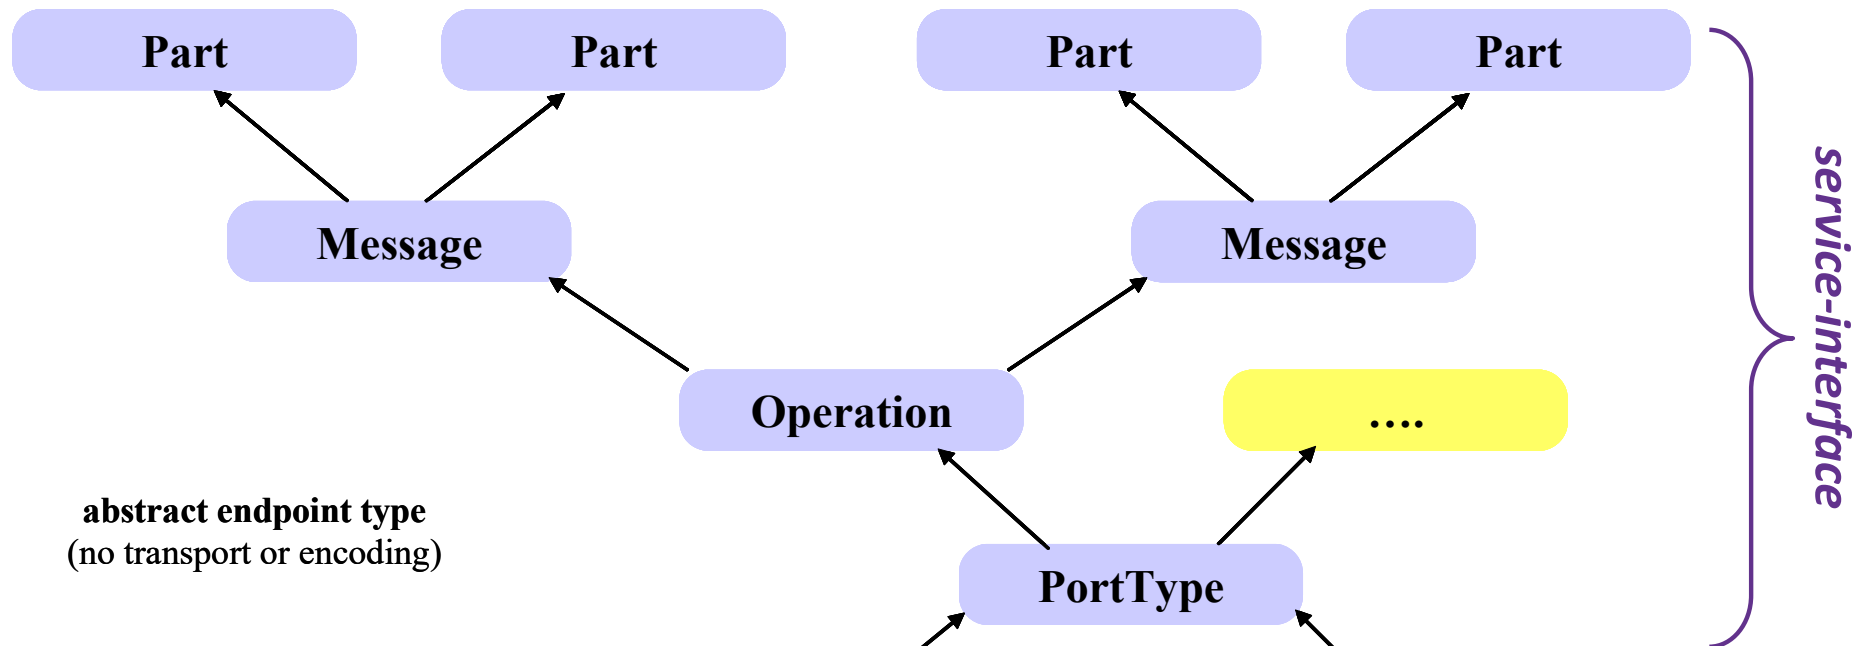 Part
Part
Part
Part
Message
Message
Operation
....
abstract endpoint type
(no transport or encoding)
PortType
service-interface